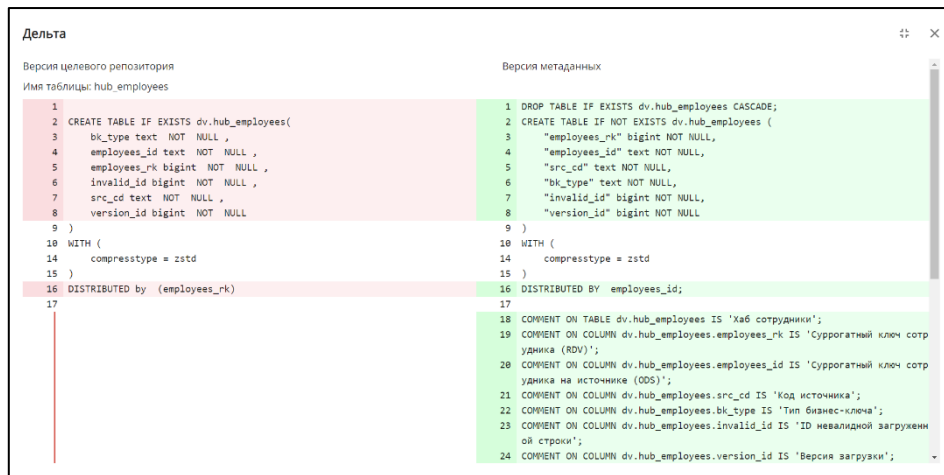 Дельта
Версия целевого репозитория
Имя таблицы: hub_employees
1
2 CREATE TABLE IF EXISTS dv.hub_employees(
3 bk_type text NOT NULL ,
4 employees_id text NOT NULL ,
5 employees_rk bigint NOT NULL ,
6 invalid_id bigint NOT NULL ,
7 src_cd text NOT NULL ,
8 version_id bigint NOT NULL
9 )
10 WITH (
14 compresstype = zstd
15 )
16 DISTRIBUTED by (employees_rk)
17
Версия метаданных
1 DROP TABLE IF EXISTS dv.hub_employees CASCADE;
2 CREATE TABLE IF NOT EXISTS dv.hub_employees (
3 "employees_rk" bigint NOT NULL,
4 "employees_id" text NOT NULL,
5 "src_cd" text NOT NULL,
6 "bk_type" text NOT NULL,
7 "invalid_id" bigint NOT NULL,
8 "version_id" bigint NOT NULL
9 )
10 WITH (
14 compresstype = zstd
15 )
16 DISTRIBUTED BY employees_id;
17
18 COMMENT ON TABLE dv.hub_employees IS 'Хаб сотрудники';
19 COMMENT ON COLUMN dv.hub_employees.employees_rk IS 'Суррогатный ключ сотр
удника (RDV)';
20 COMMENT ON COLUMN dv.hub_employees.employees_id IS 'Суррогатный ключ сотр
удника на источнике (ODS)';
21 COMMENT ON COLUMN dv.hub_employees.src_cd IS 'Код источника';
22 COMMENT ON COLUMN dv.hub_employees.bk_type IS 'Тип бизнес-ключа';
23 COMMENT ON COLUMN dv.hub_employees.invalid_id IS 'ID невалидной загруженн
ой строки';
24 COMMENT ON COLUMN dv.hub_employees.version_id IS 'Версия загрузки';